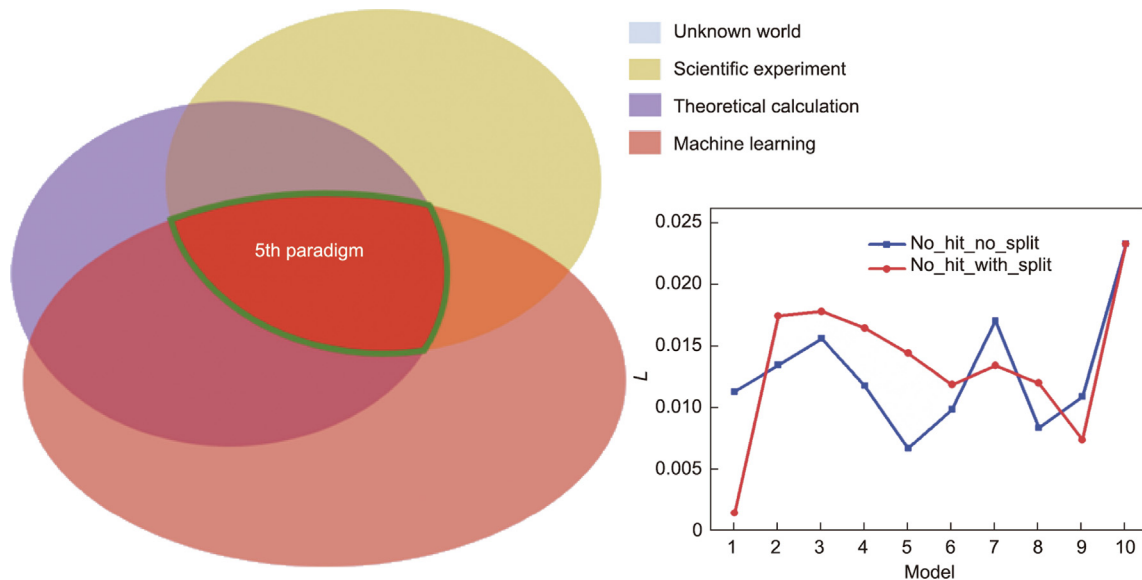 Unknown world
Scientific experiment
Theoretical calculation
Machine learning
5th paradigm
0.025
0.020
0.015
0.010
0.005
0
L
No_hit_no_split
No_hit_with_split
1 2 3 4 5 6 7 8 9 10
Model